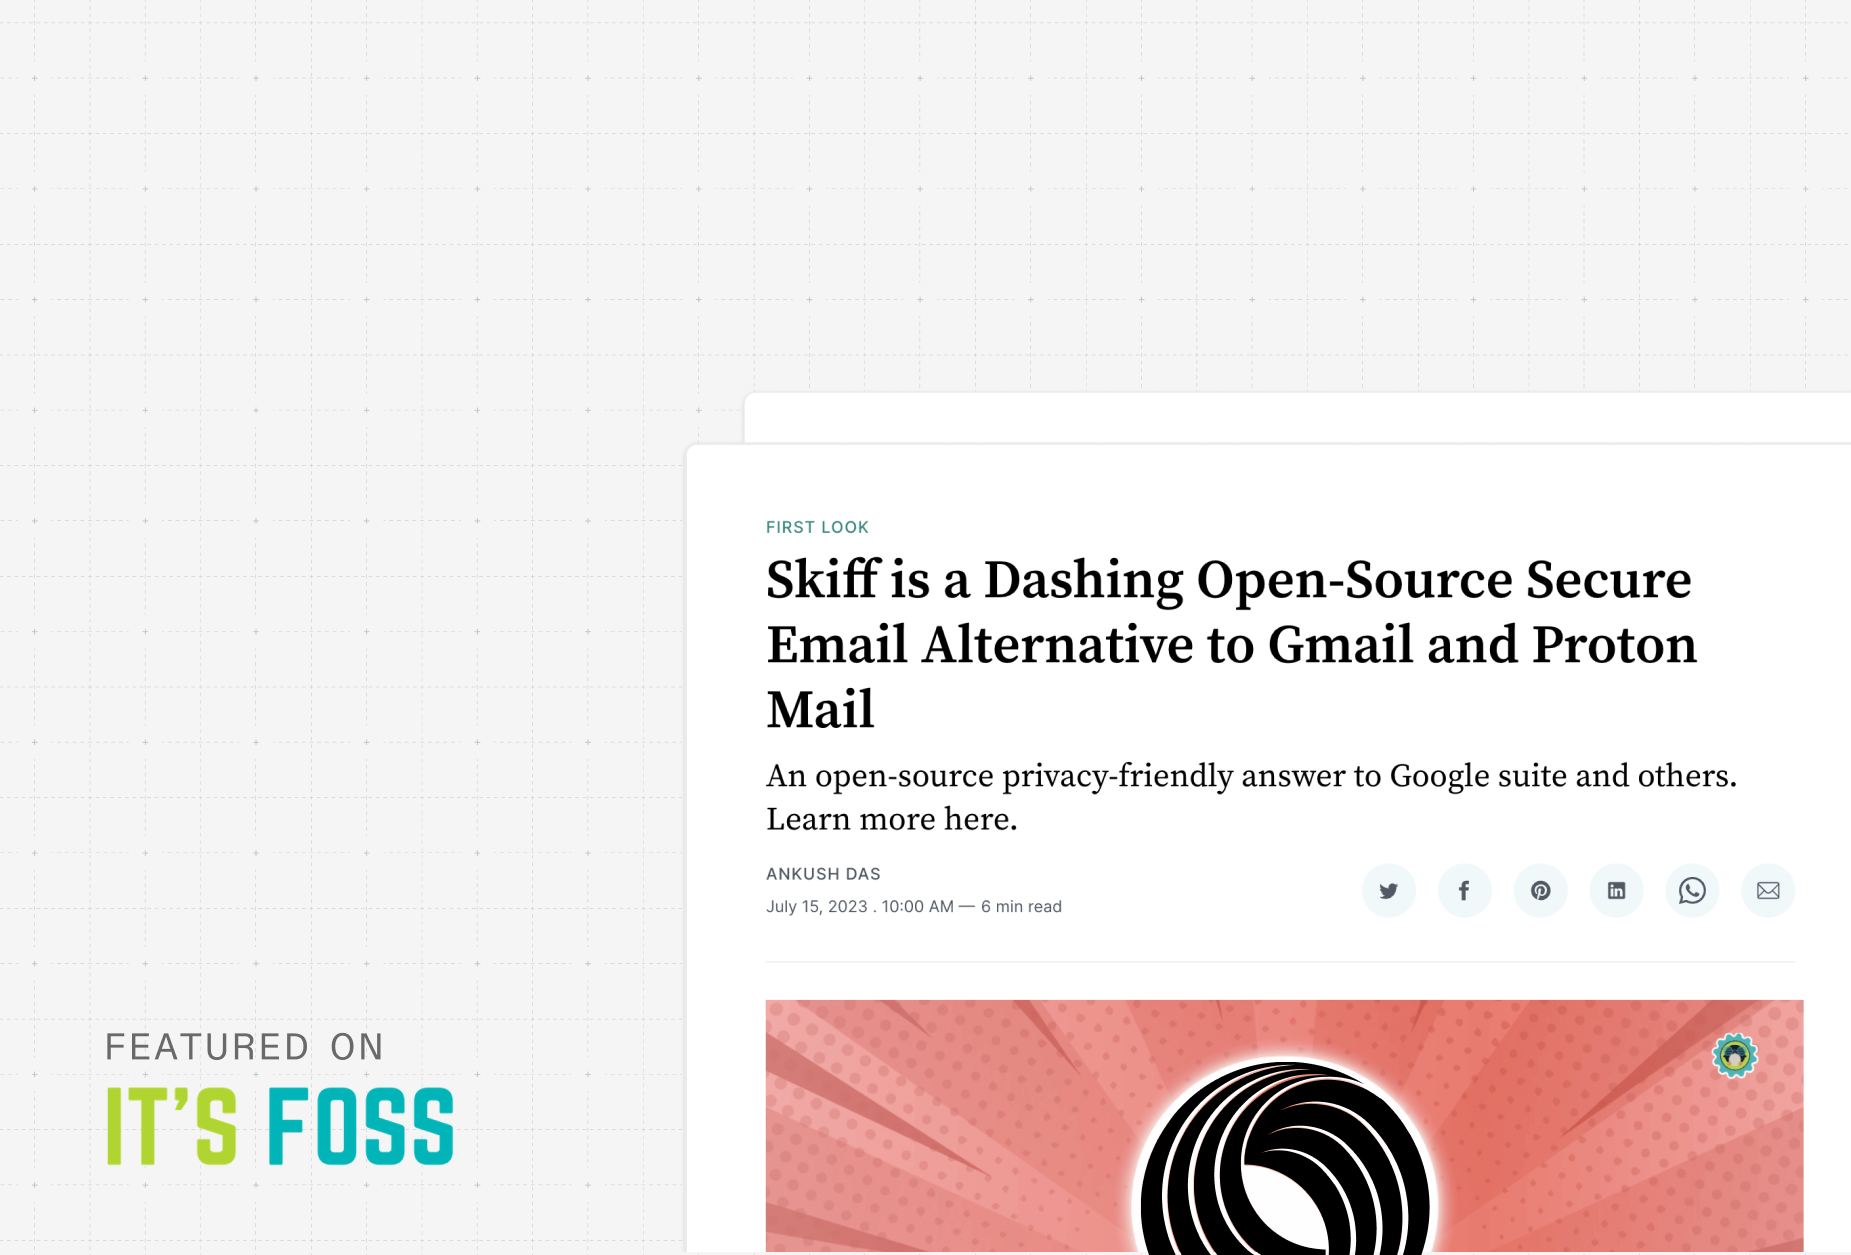 FIRST LOOK
Skiff is a Dashing Open-Source Secure
Email Alternative to Gmail and Proton
Mail
An open-source privacy-friendly answer to Google suite and others.
Learn more here.
ANKUSH DAS
July 15, 2023 . 10:00 AM — 6 min read
FEATURED ON
IT'S FOSS